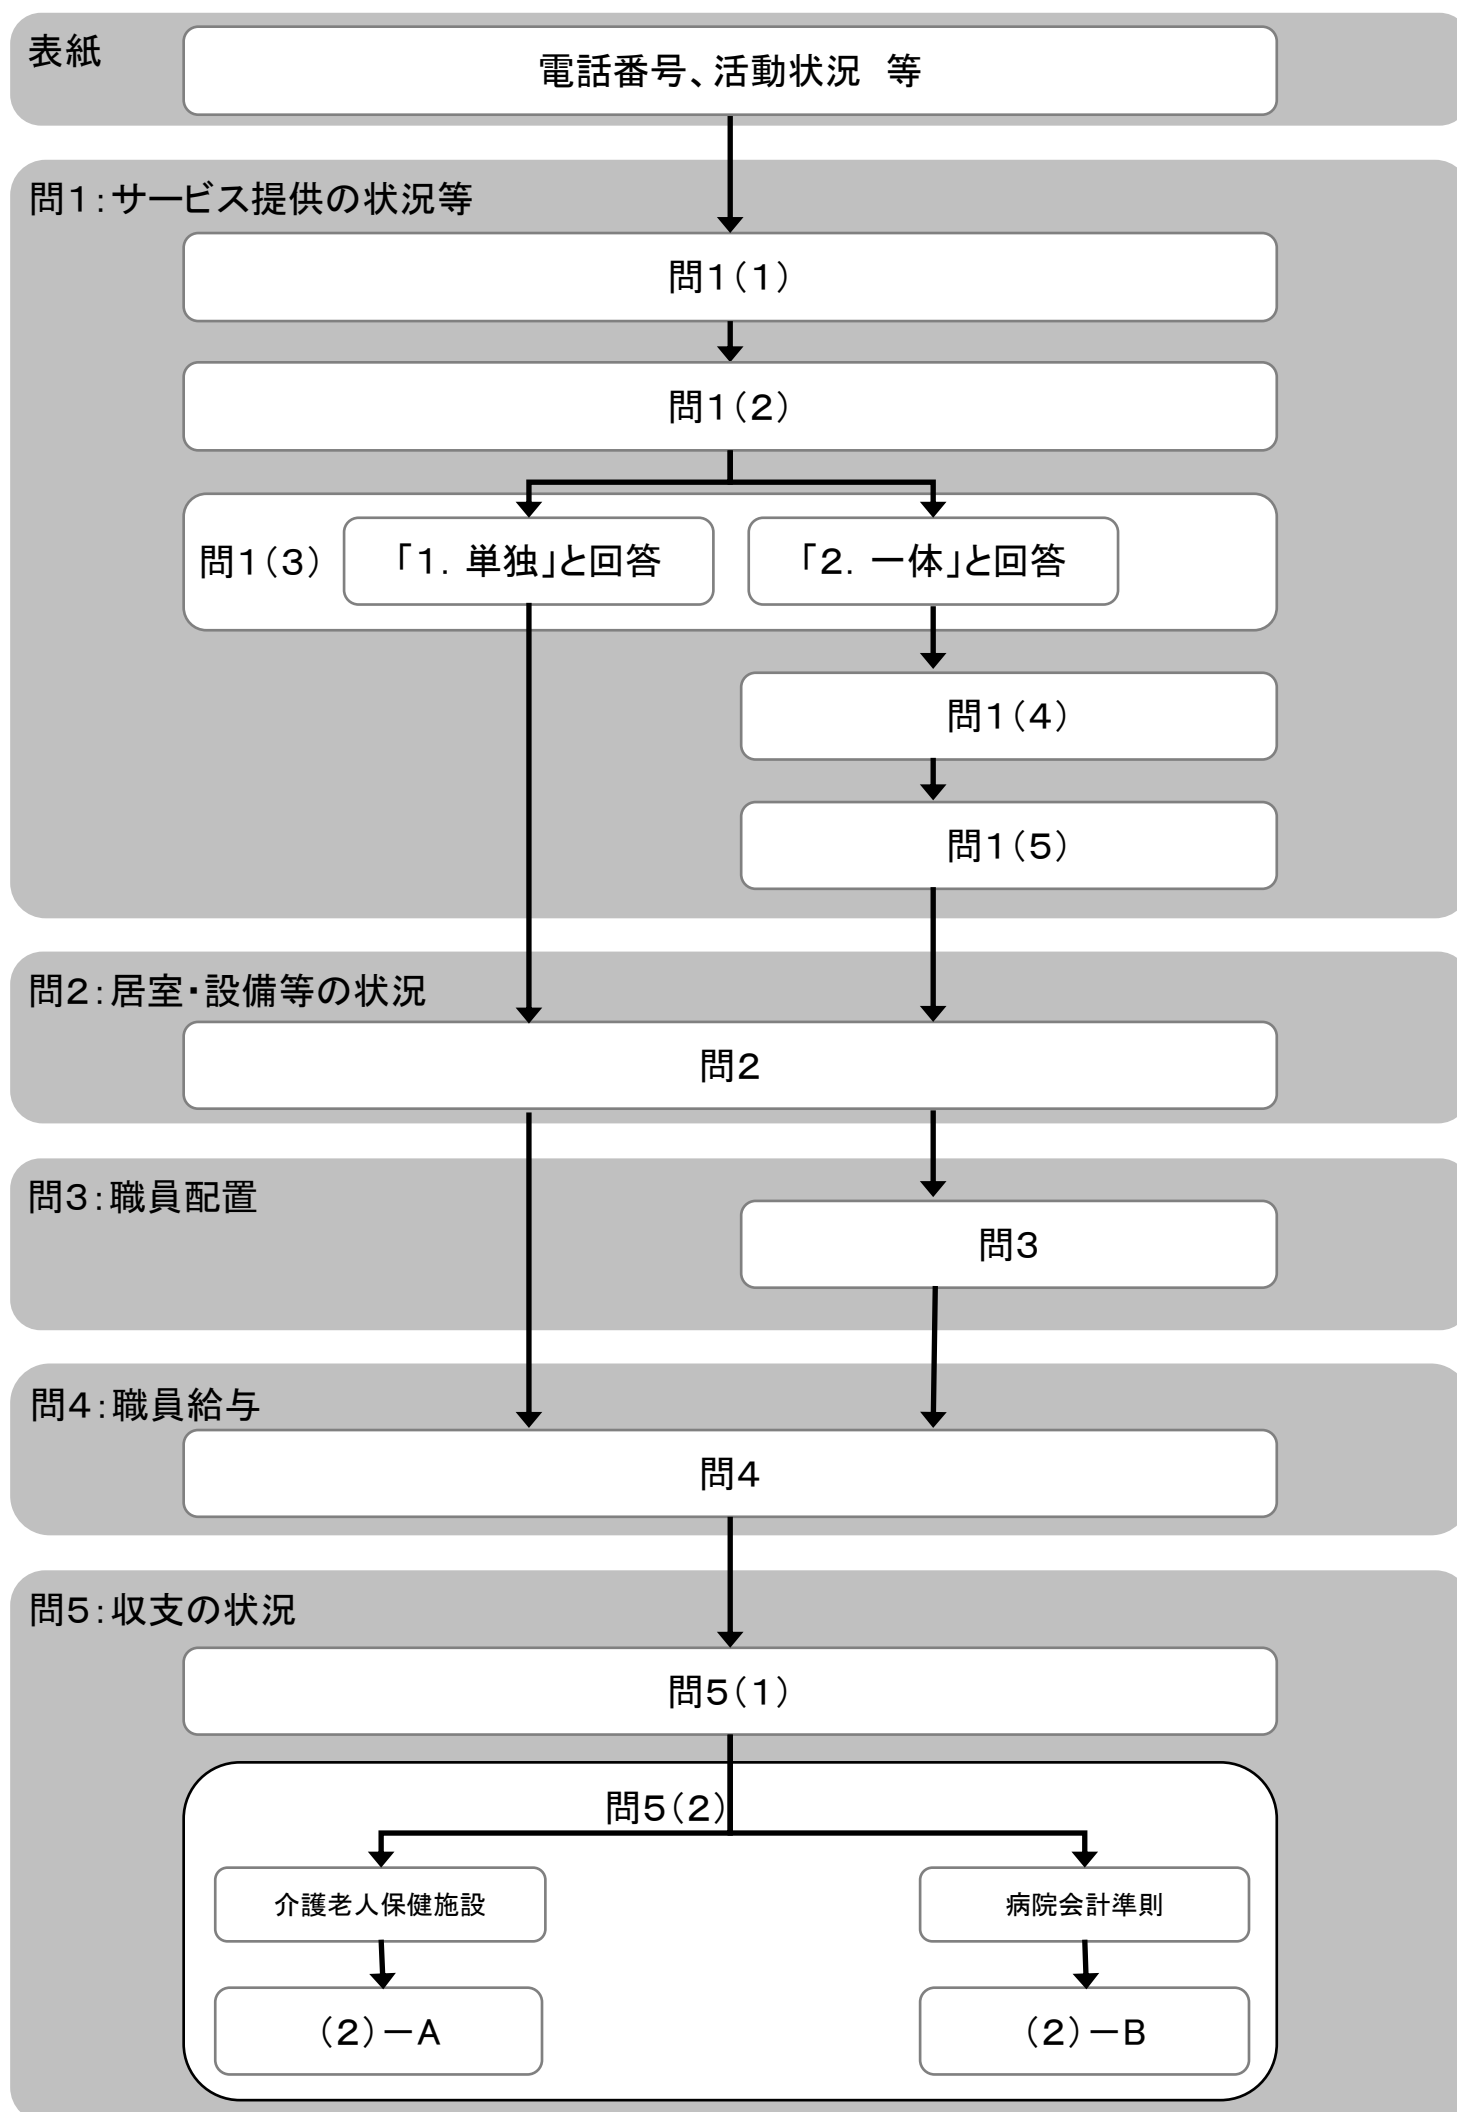 表紙
電話番号、活動状況　等
問１：サービス提供の状況等
問１（１）
問１（２）
問１（３）
「１．単独」と回答
「２．一体」と回答
問１（４）
問１（５）
問２：居室・設備等の状況
問２
問３：職員配置
問３
問４：職員給与
問４
問５：収支の状況
問５（１）
問５（２）
介護老人保健施設
病院会計準則
（２）－Ａ
（２）－Ｂ